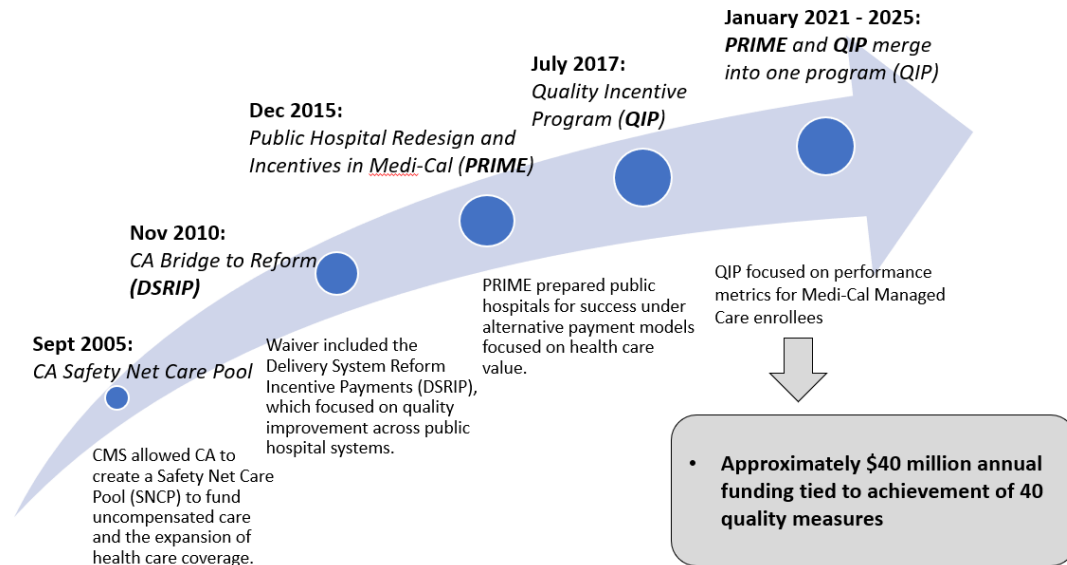 Sept 2005:
CA Safety Net Care Pool
CMS allowed CA to
create a Safety Net Care
Pool (SNCP) to fund
uncompensated care
and the expansion of
health care coverage.
Nov 2010:
CA Bridge to Reform
(DSRIP)
Waiver included the
Delivery System Reform
Incentive Payments (DSRIP),
which focused on quality
improvement across public
hospital systems.
Dec 2015:
Public Hospital Redesign and
Incentives in Medi-Cal (PRIME)
PRIME prepared public
hospitals for success under
alternative payment models
focused on health care
value.
July 2017:
Quality Incentive
Program (QIP)
January 2021 - 2025:
PRIME and QIP merge
into one program (QIP)
QIP focused on performance
metrics for Medi-Cal Managed
Care enrollees
• Approximately $40 million annual
funding tied to achievement of 40
quality measures